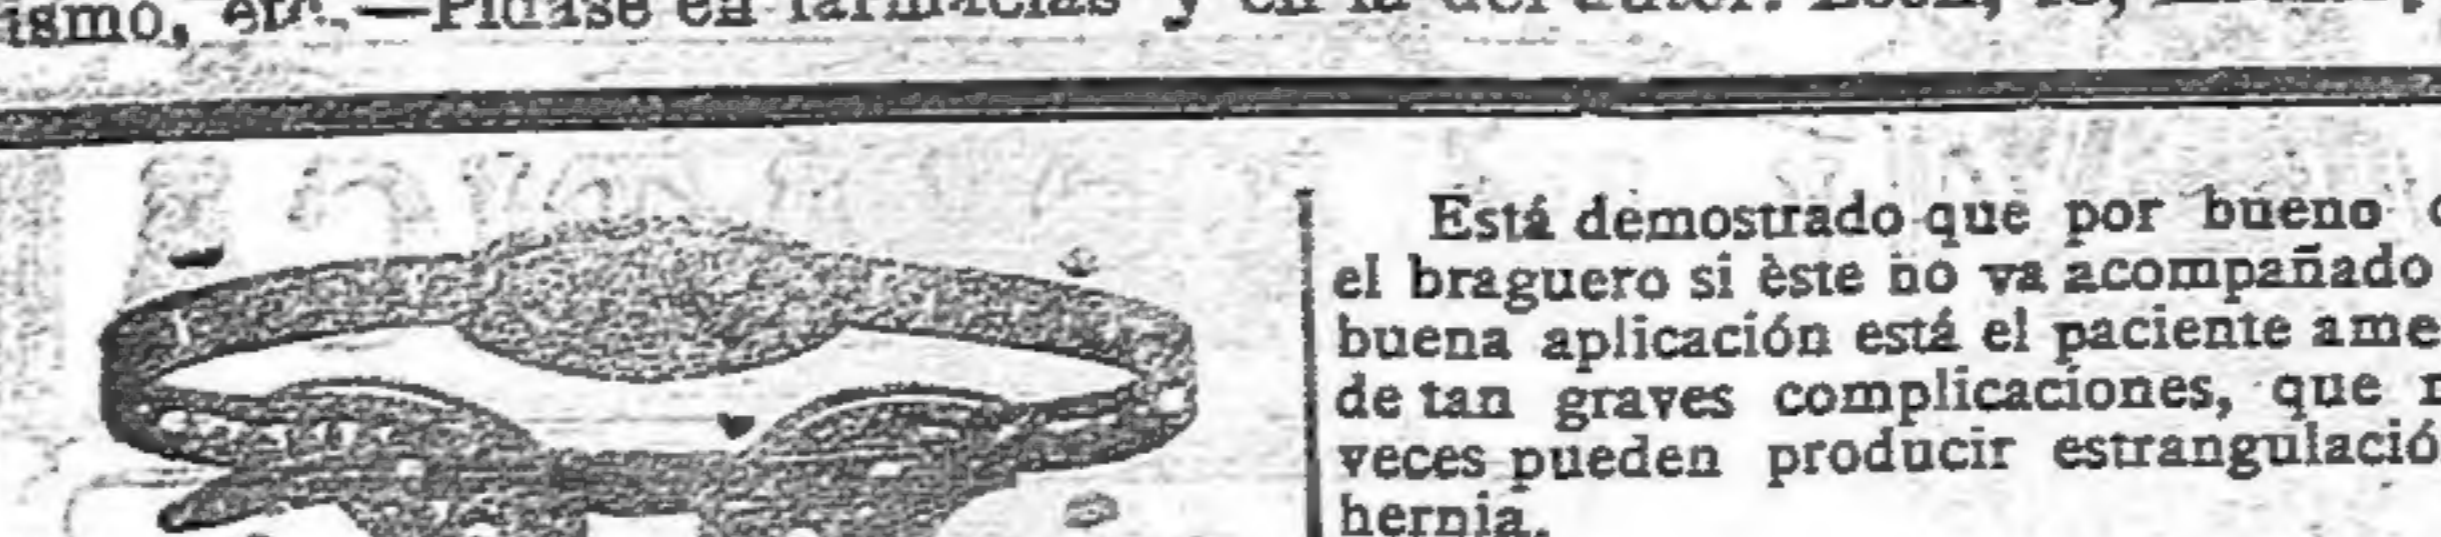 ismo, etc.—Pídase en farmacias y en la del autor. León,
Está demostrado que por bueno
el braguero si èste no va acompañado
buena aplicación está el paciente ame
de tan graves complicaciones, que
veces pueden producir estrangulació
hernia.